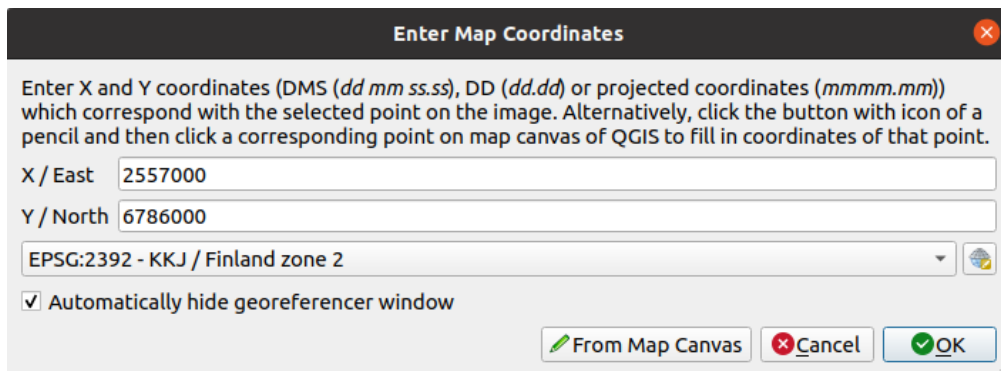 Enter Map Coordinates
Enter X and Y coordinates (DMS (dd mm ss.ss), DD (dd.dd) or projected coordinates (mmmm.mm))
which correspond with the selected point on the image. Alternatively, click the button with icon of a
pencil and then click a corresponding point on map canvas of QGIS to fill in coordinates of that point.
X / East 2557000
Y / North 6786000
EPSG:2392 - KKJ / Finland zone 2
Automatically hide georeferencer window
From Map Canvas Cancel OK